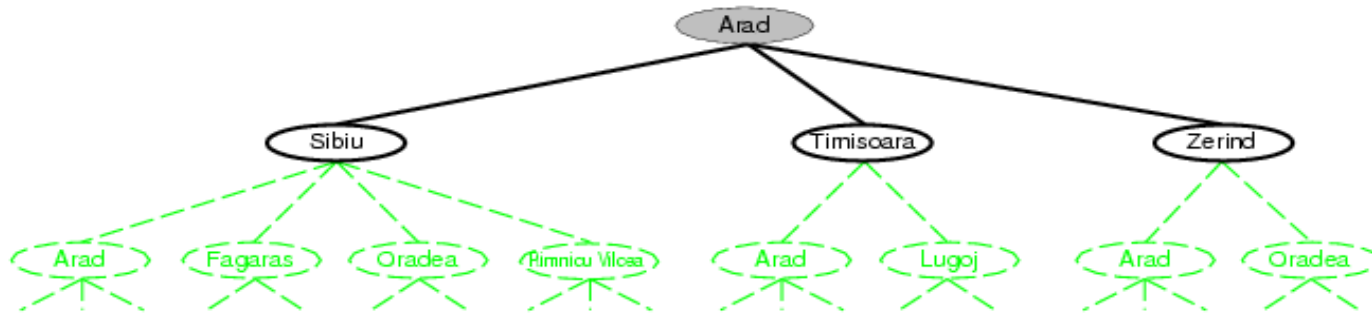 Arad
Sibiu Timisoara Zerind
Arad Fagaras Oradea Rimnicu Vilcea Arad Lugoj Arad Oradea